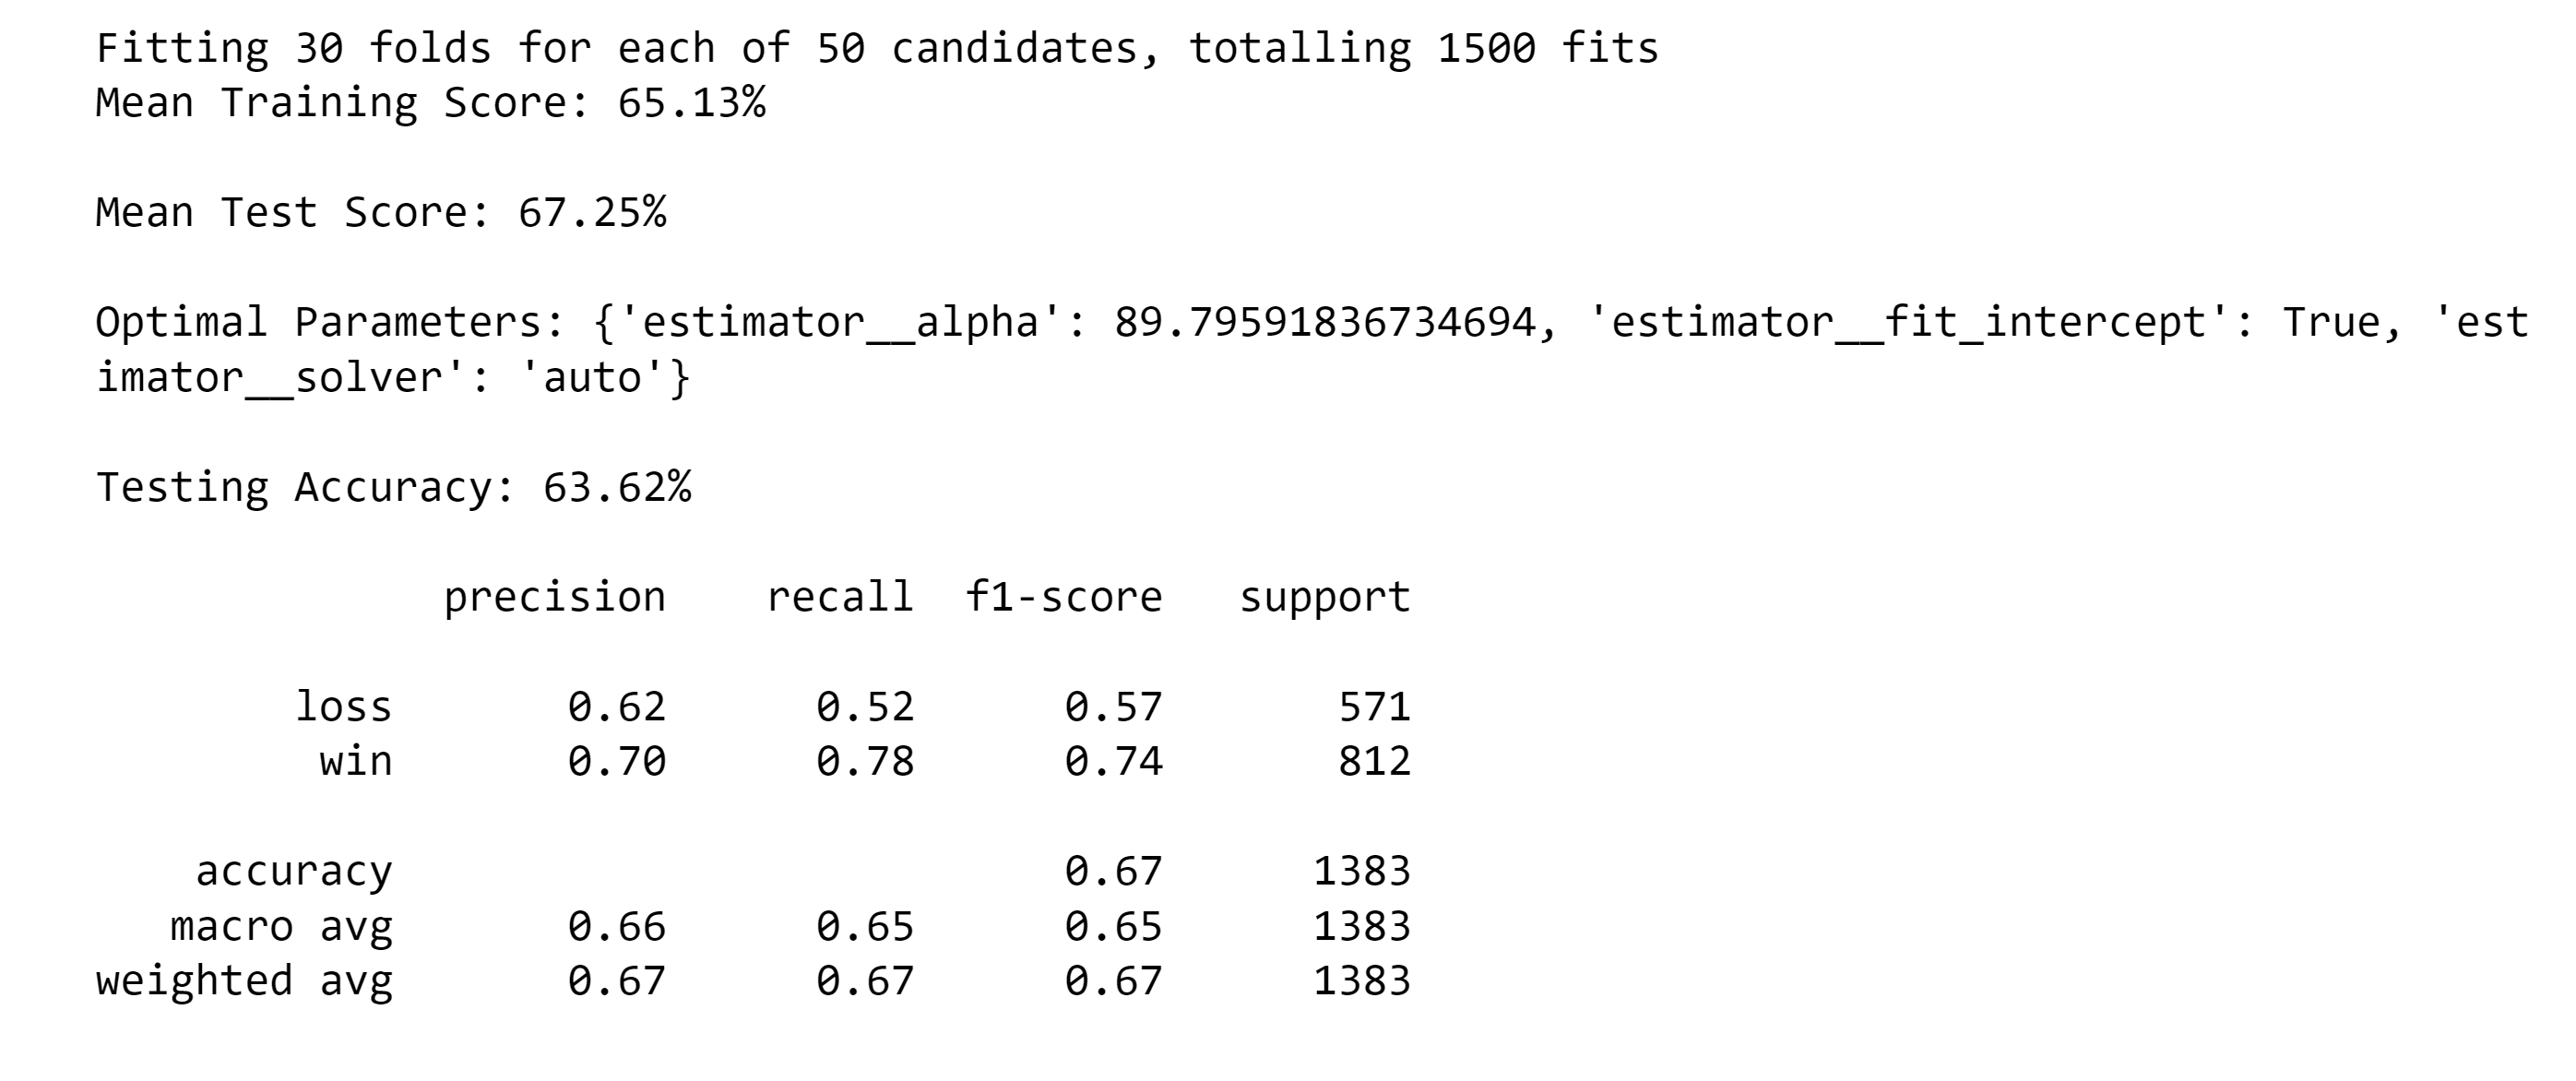 Fitting 30 folds for each of 50 candidates, totalling 1500 fits
Mean Training Score: 65.13%
Mean Test Score: 67.25%
Optimal Parameters: {'estimator__alpha': 89.79591836734694, 'estimator__fit_intercept': True, 'est
imator__solver': 'auto'}
Testing Accuracy: 63.62%
precision recall f1-score support
loss 0.62 0.52 0.57 571
win 0.70 0.78 0.74 812
accuracy 0.67 1383
macro avg 0.66 0.65 0.65 1383
weighted avg 0.67 0.67 0.67 1383